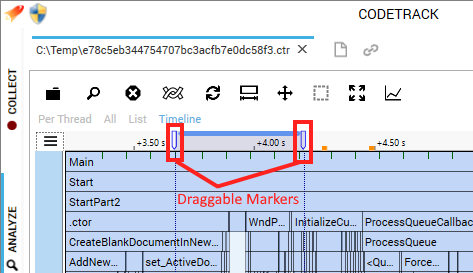 CODETRACK
C:\Temp\e78c5eb344754707bc3acfb7e0dc58f3.ctr
COLLECT
Per Thread All List Timeline
+3.50 s +4.00 s +4.50 s
Main
Start
StartPart2
Draggable Markers
.ctor WndP... InitializeCu... ProcessQueueCallbac
CreateBlankDocumentInNew... ProcessQueue
AddNew... set_ActiveDo... <Qu... Force...
ANALYZE